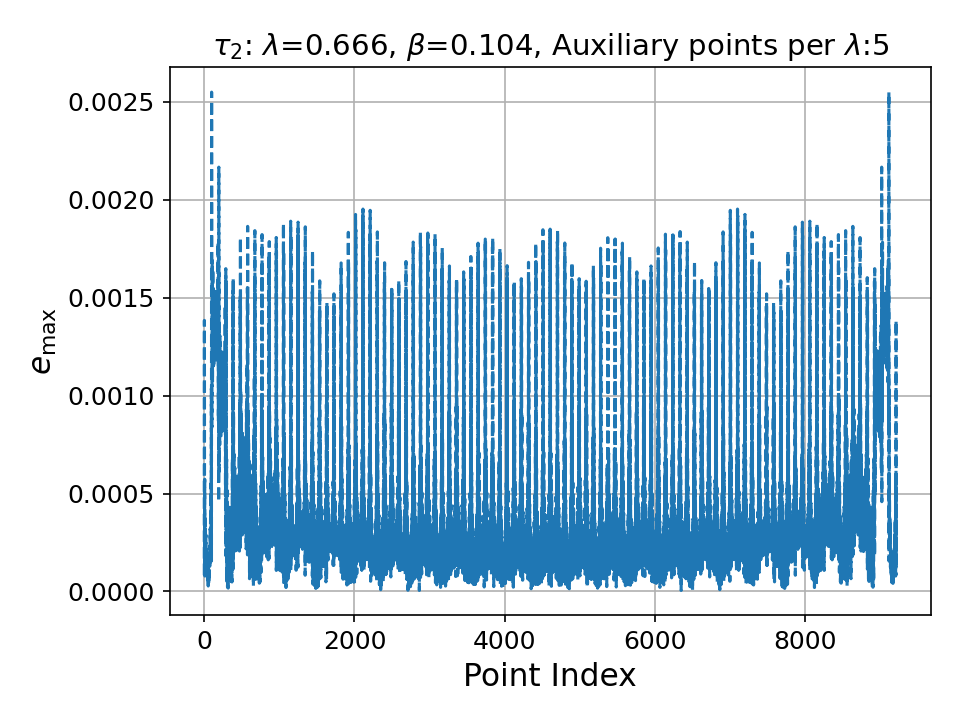 τ₂: λ=0.666, β=0.104, Auxiliary points per λ:5
0.0025
0.0020
0.0015
0.0010
0.0005
0.0000
e_max
0 2000 4000 6000 8000
Point Index